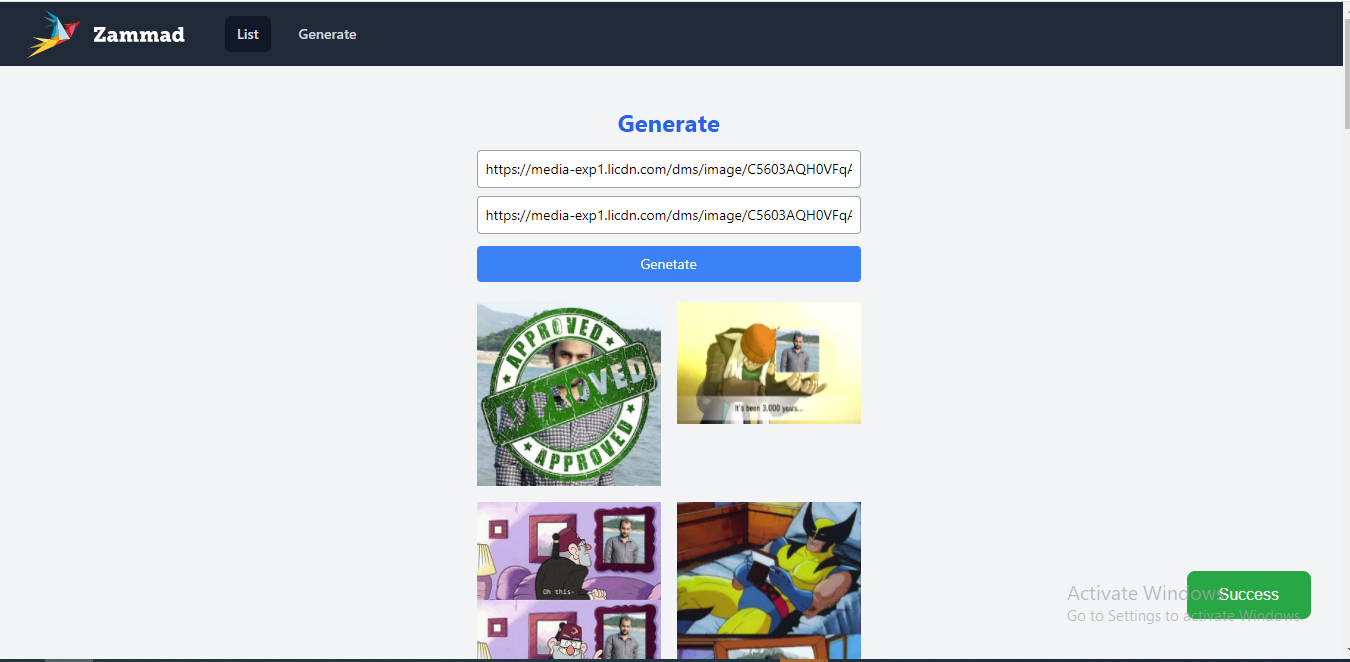 Zammad
List
Generate
Generate
https://media-exp1.licdn.com/dms/image/C5603AQH0VFqA
https://media-exp1.licdn.com/dms/image/C5603AQH0VFqA
Genetate
APPROVED
APPROVED
APPROVED
It's been 3,000 years...
Oh this-
Activate Windows
Go to Settings to activate Windows.
Success